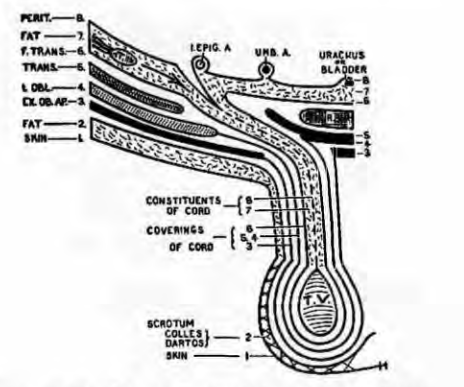 PERIT.— 8.
FAT — 7.
F. TRANS.— 6.
TRANS.— 5.
I. OBL.— 4.
EX. OB. AP.— 3.
FAT — 2.
SKIN — 1.
I. EPIG. A
UMB. A.
URACHUS
OR
BLADDER
8
7
6
5
4
3
CONSTITUENTS
OF CORD
8
7
COVERINGS
OF CORD
6
5, 4
3
T.V
SCROTUM
COLLES
DARTOS
2
SKIN — 1